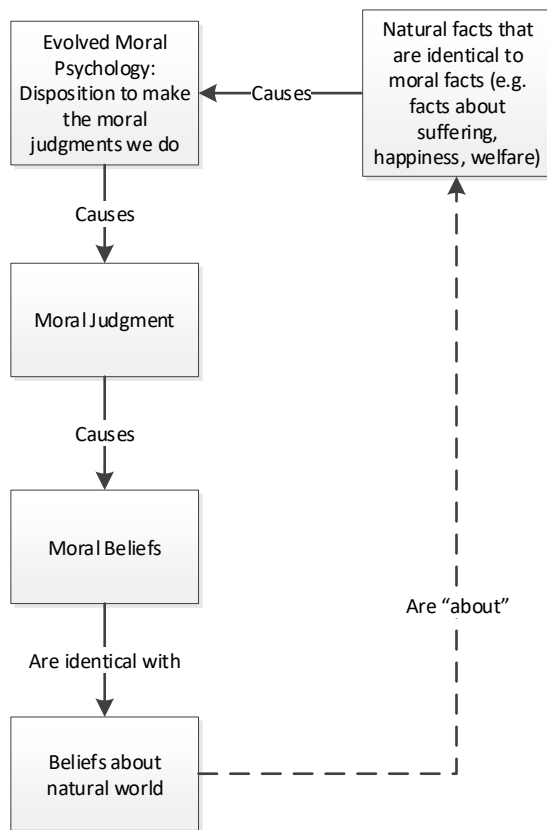 Evolved Moral
Psychology:
Disposition to make
the moral
judgments we do
Causes
Natural facts that
are identical to
moral facts (e.g.
facts about
suffering,
happiness, welfare)
Causes
Moral Judgment
Causes
Moral Beliefs
Are identical with
Are “about”
Beliefs about
natural world